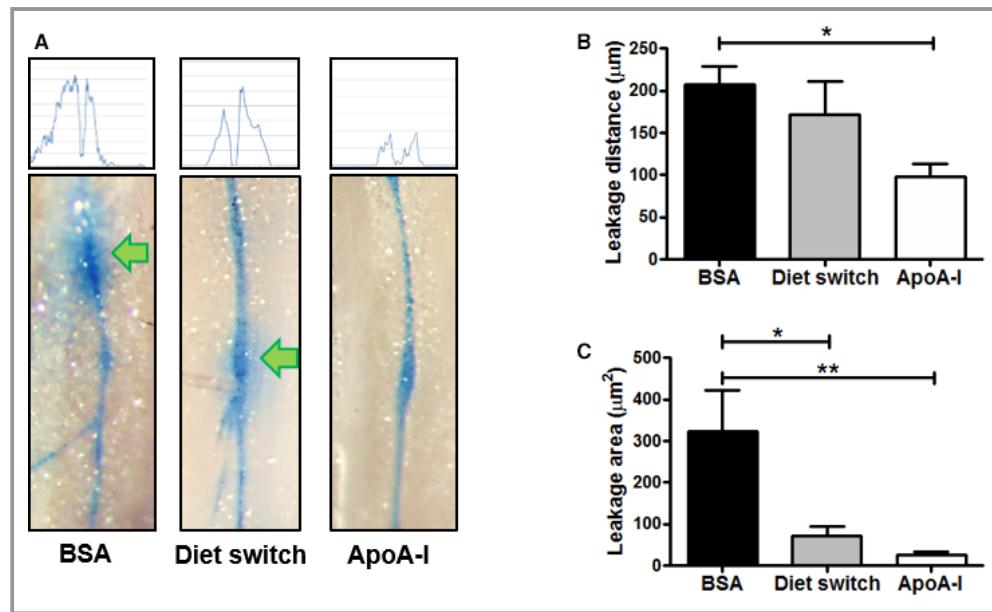 A
BSA
Diet switch
ApoA-I
B
Leakage distance (μm)
250
200
150
100
50
0
*
BSA
Diet switch
ApoA-I
C
Leakage area (μm²)
500
400
300
200
100
0
*
**
BSA
Diet switch
ApoA-I